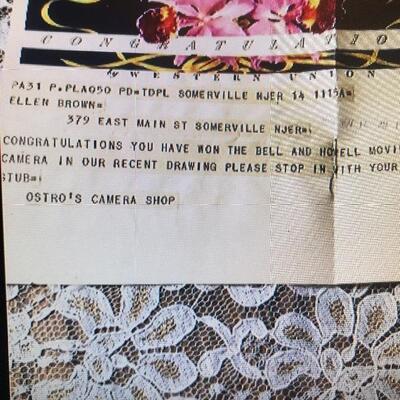 CONGRATULATIO
by WESTERN UNION
PA31 P.PLA050 PD=TDPL SOMERVILLE NJER 14 1115A=
ELLEN BROWN=
379 EAST MAIN ST SOMERVILLE NJER=
CONGRATULATIONS YOU HAVE WON THE BELL AND HOWELL MOVI
CAMERA IN OUR RECENT DRAWING PLEASE STOP IN WITH YOUR
STUB=
OSTRO'S CAMERA SHOP